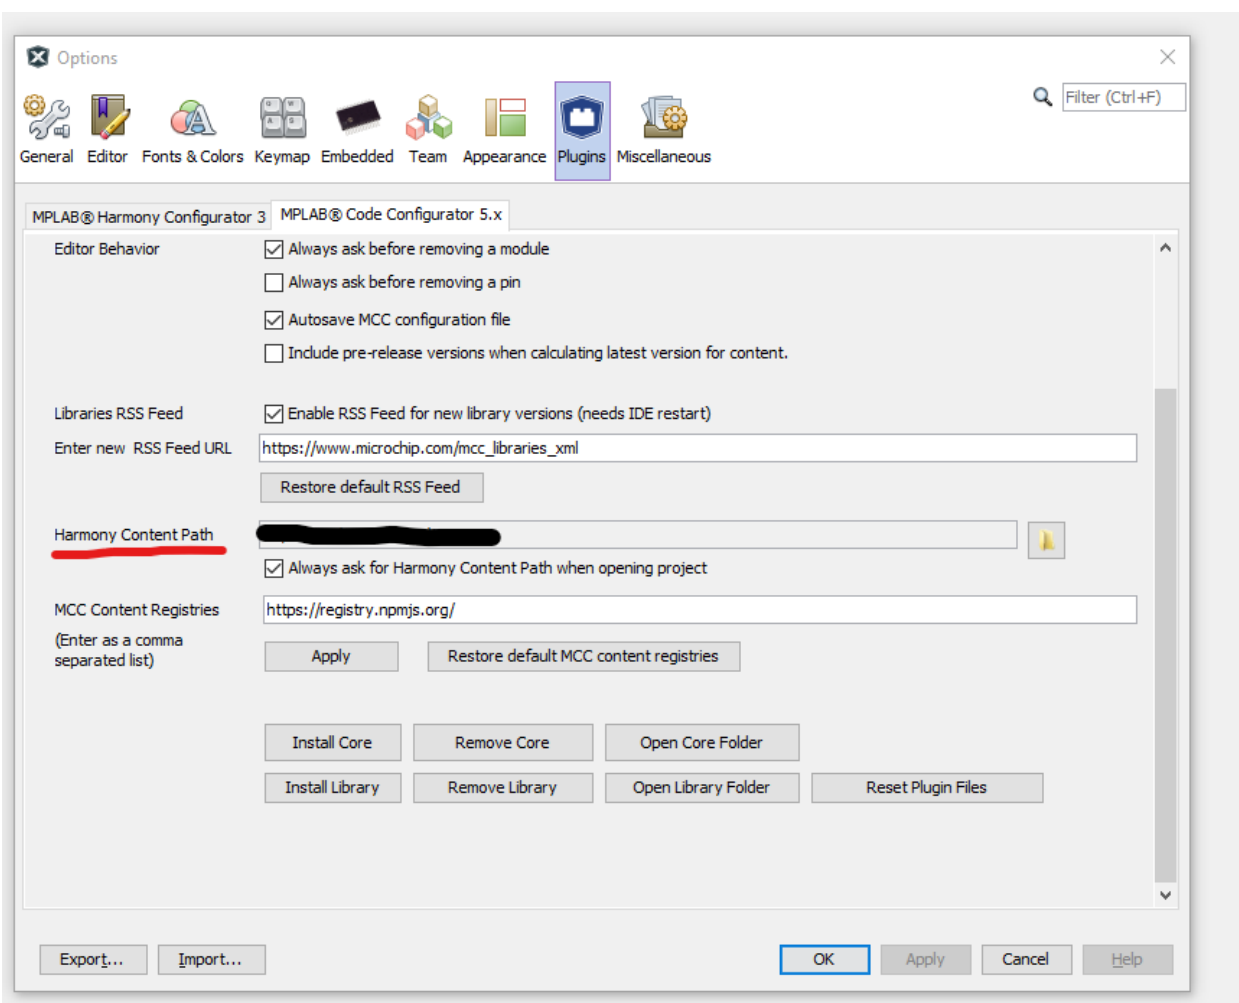 Options
Filter (Ctrl+F)
General Editor Fonts & Colors Keymap Embedded Team Appearance Plugins Miscellaneous
MPLAB® Harmony Configurator 3 MPLAB® Code Configurator 5.x
Editor Behavior Always ask before removing a module
Always ask before removing a pin
Autosave MCC configuration file
Include pre-release versions when calculating latest version for content.
Libraries RSS Feed Enable RSS Feed for new library versions (needs IDE restart)
Enter new RSS Feed URL https://www.microchip.com/mcc_libraries_xml
Restore default RSS Feed
Harmony Content Path
Always ask for Harmony Content Path when opening project
MCC Content Registries https://registry.npmjs.org/
(Enter as a comma
separated list) Apply Restore default MCC content registries
Install Core Remove Core Open Core Folder
Install Library Remove Library Open Library Folder Reset Plugin Files
Export... Import... OK Apply Cancel Help